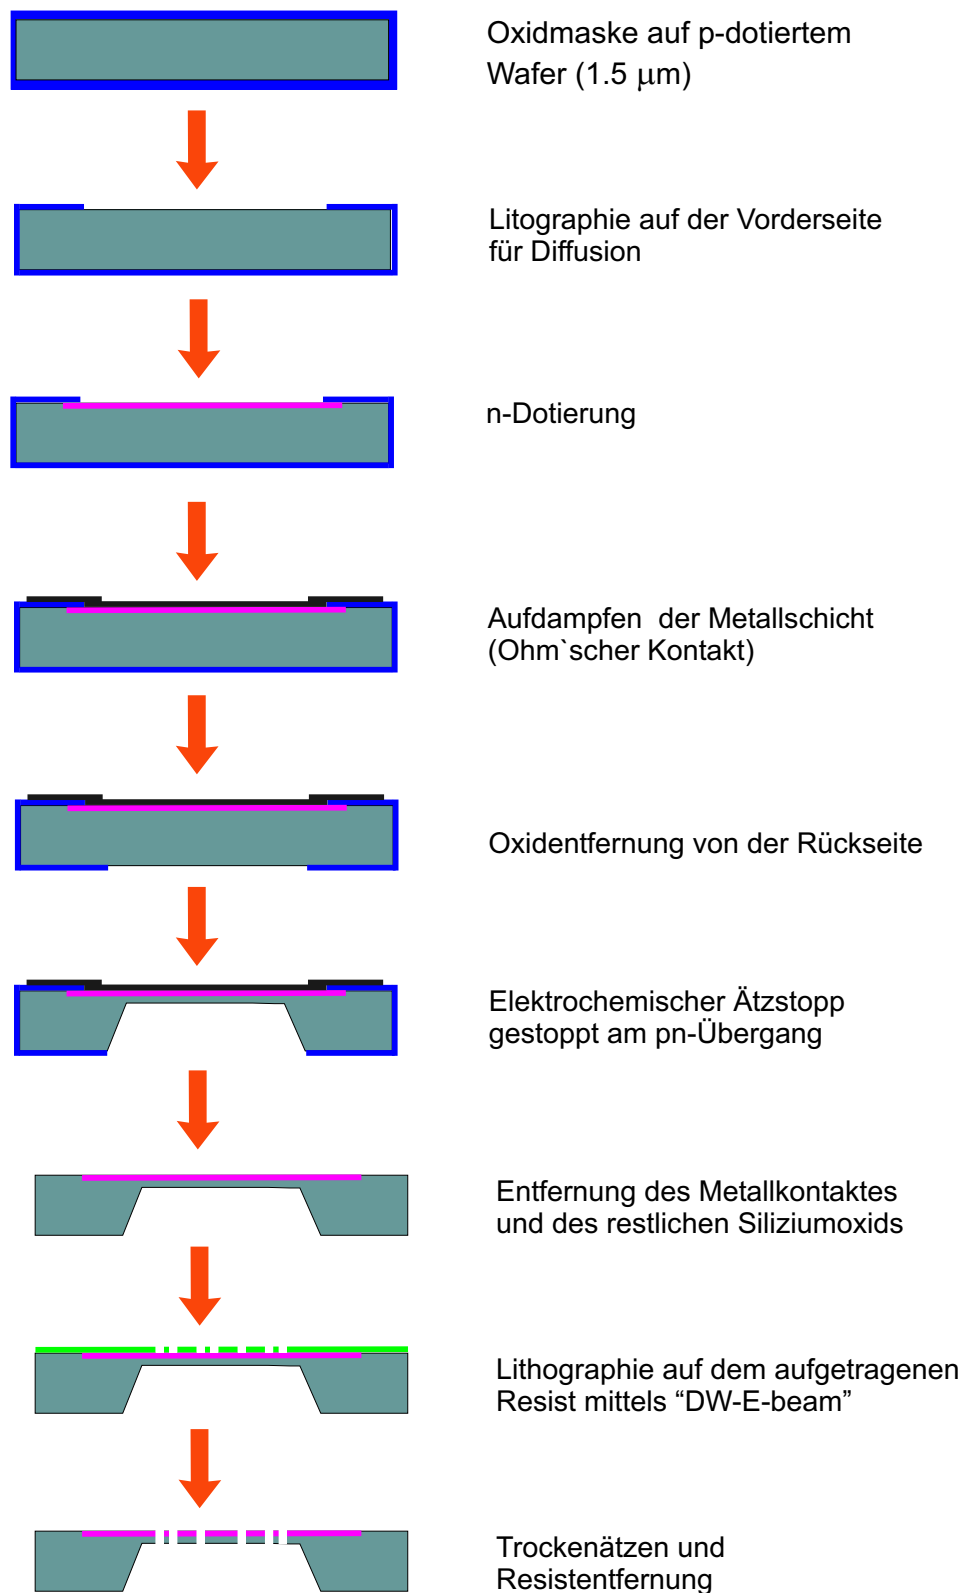 Oxidmaske auf p-dotiertem
Wafer (1.5 μm)
Litographie auf der Vorderseite
für Diffusion
n-Dotierung
Aufdampfen der Metallschicht
(Ohm`scher Kontakt)
Oxidentfernung von der Rückseite
Elektrochemischer Ätzstopp
gestoppt am pn-Übergang
Entfernung des Metallkontaktes
und des restlichen Siliziumoxids
Lithographie auf dem aufgetragenen
Resist mittels “DW-E-beam”
Trockenätzen und
Resistentfernung